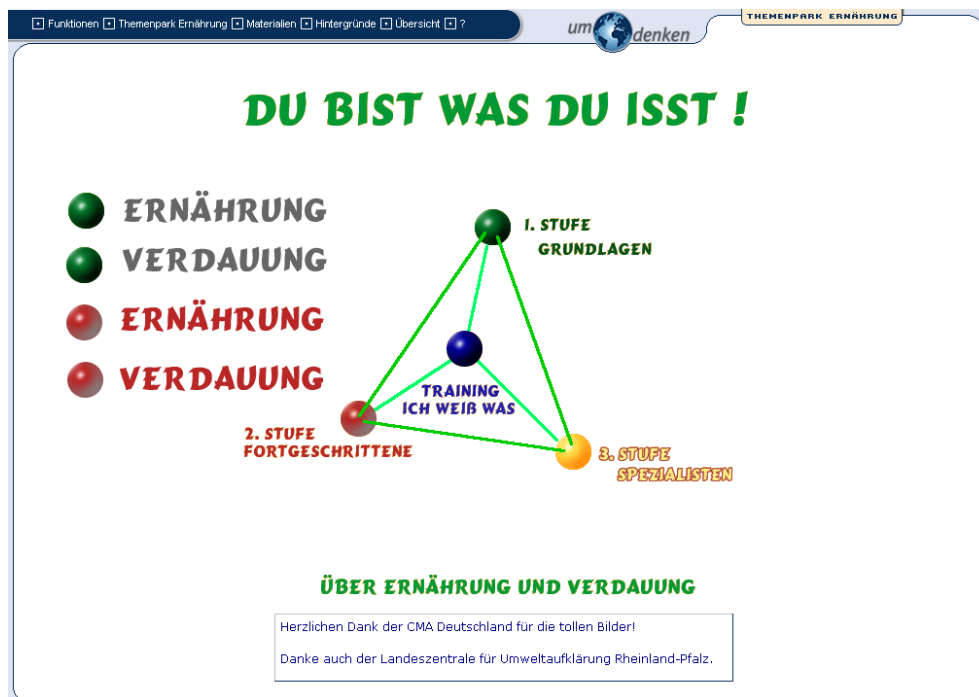 Funktionen Themenpark Ernährung Materialien Hintergründe Übersicht ?
um denken
THEMENPARK ERNÄHRUNG
DU BIST WAS DU ISST !
ERNÄHRUNG
VERDAUUNG
ERNÄHRUNG
VERDAUUNG
1. STUFE
GRUNDLAGEN
TRAINING
ICH WEIß WAS
2. STUFE
FORTGESCHRITTENE
3. STUFE
SPEZIALISTEN
ÜBER ERNÄHRUNG UND VERDAUUNG
Herzlichen Dank der CMA Deutschland für die tollen Bilder!
Danke auch der Landeszentrale für Umweltaufklärung Rheinland-Pfalz.